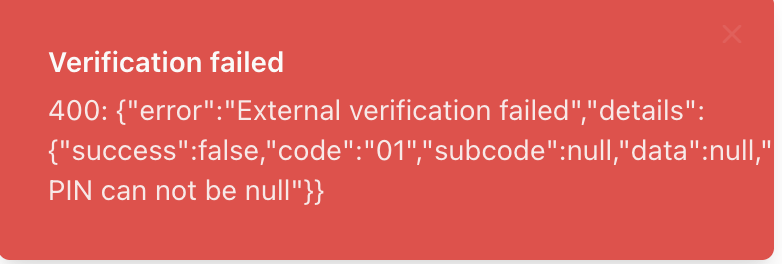 Verification failed
400: {"error":"External verification failed","details":
{"success":false,"code":"01","subcode":null,"data":null,"
PIN can not be null"}}